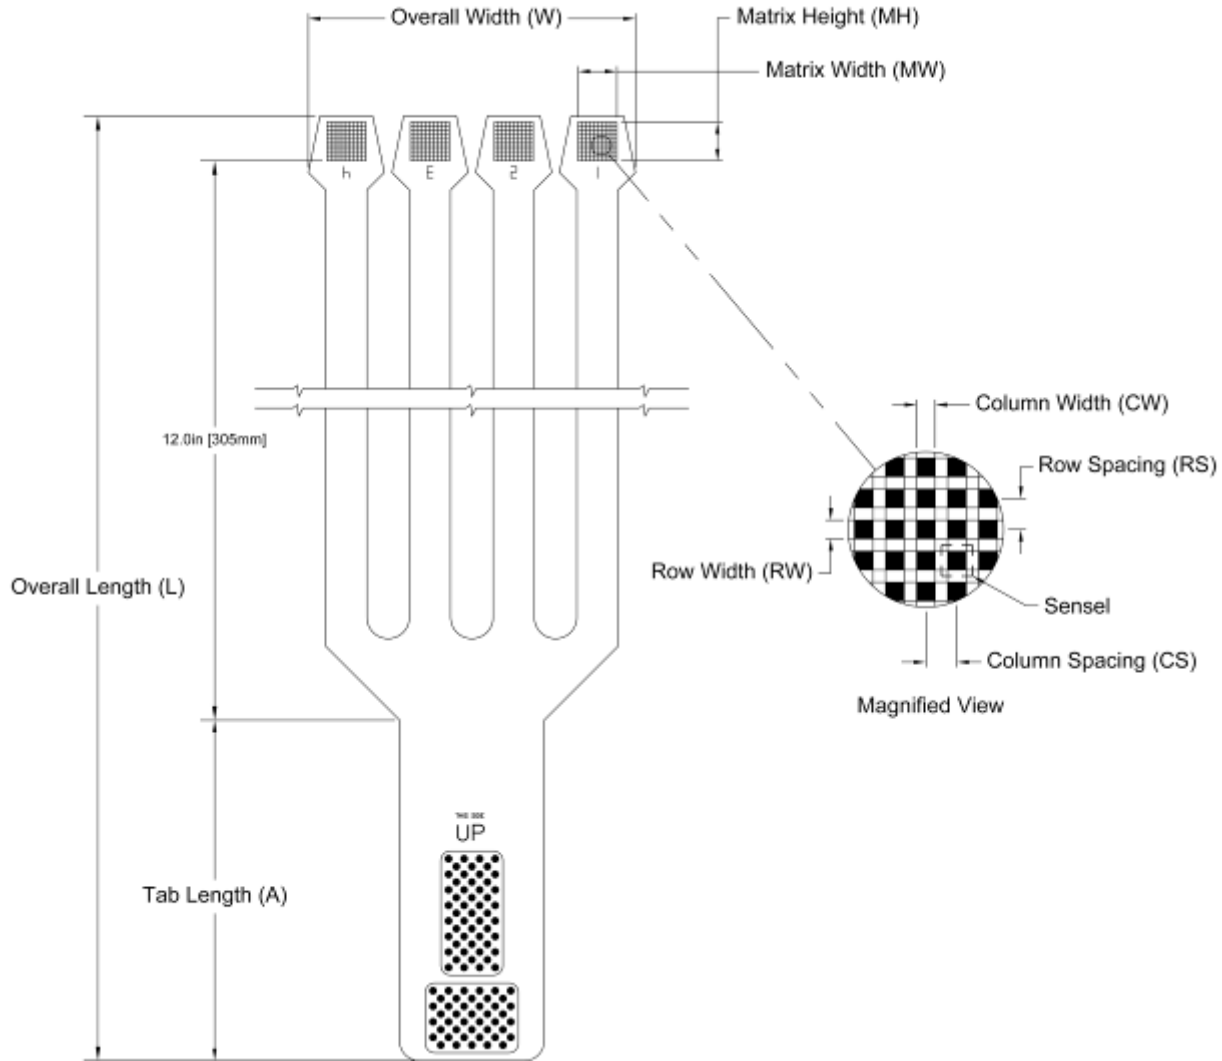 Overall Width (W)
Matrix Height (MH)
Matrix Width (MW)
4 3 2 1
12.0in [305mm]
Column Width (CW)
Row Spacing (RS)
Row Width (RW)
Overall Length (L)
Sensel
Column Spacing (CS)
Magnified View
THIS SIDE
UP
Tab Length (A)